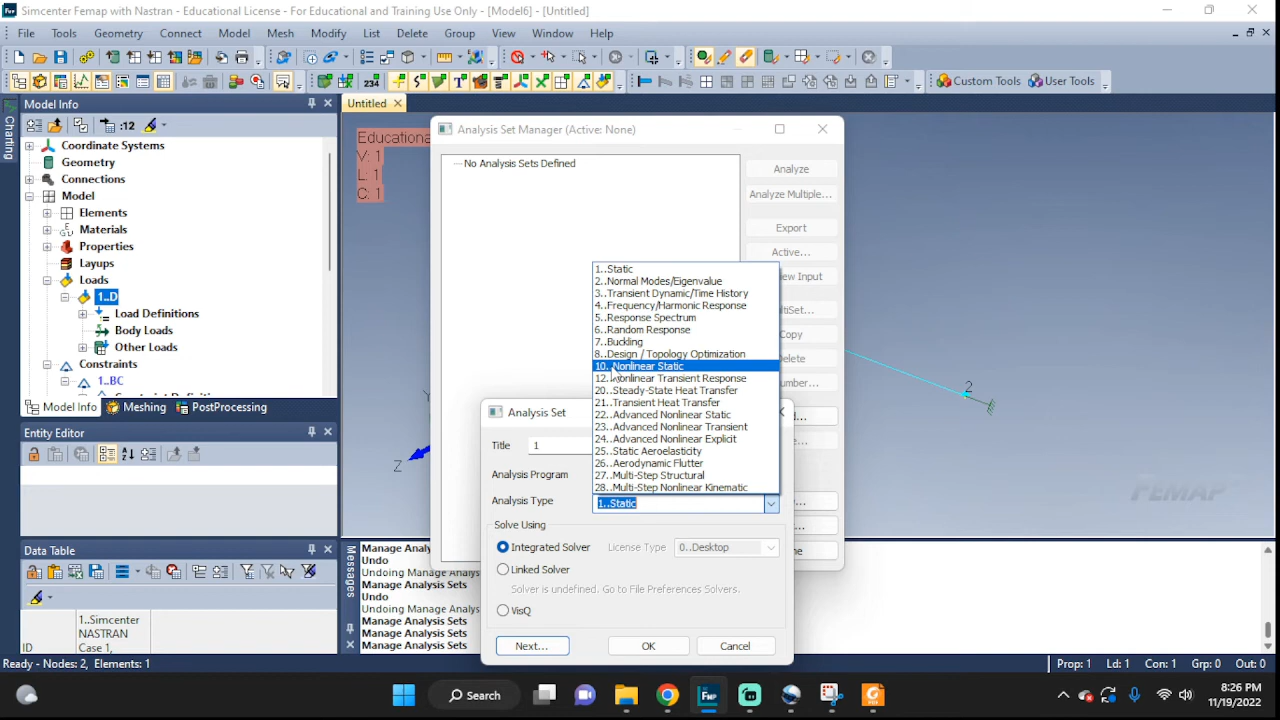 Simcenter Femap with Nastran - Educational License - For Educational and Training Use Only - [Model6] - [Untitled]
File Tools Geometry Connect Model Mesh Modify List Delete Group View Window Help
234 Custom Tools User Tools
Model Info
Untitled
Charting
:12
Coordinate Systems
Geometry
Connections
Model
Elements
Materials
Properties
Layups
Loads
1..D
Load Definitions
Body Loads
Other Loads
Constraints
1..BC
Model Info Meshing PostProcessing
Entity Editor
Data Table
1..Simcenter
NASTRAN
ID Case 1,
Educational
V: 1
L: 1
C: 1
Z
2
FEMAP
Analysis Set Manager (Active: None)
No Analysis Sets Defined
Analyze
Analyze Multiple...
Export
Active...
Copy
Delete
1..Static
2..Normal Modes/Eigenvalue
3..Transient Dynamic/Time History
4..Frequency/Harmonic Response
5..Response Spectrum
6..Random Response
7..Buckling
8..Design / Topology Optimization
10..Nonlinear Static
12..Nonlinear Transient Response
20..Steady-State Heat Transfer
21..Transient Heat Transfer
22..Advanced Nonlinear Static
23..Advanced Nonlinear Transient
24..Advanced Nonlinear Explicit
25..Static Aeroelasticity
26..Aerodynamic Flutter
27..Multi-Step Structural
28..Multi-Step Nonlinear Kinematic
Analysis Set
Title 1
Analysis Program
Analysis Type 1..Static
Solve Using
Integrated Solver License Type 0..Desktop
Linked Solver
Solver is undefined. Go to File Preferences Solvers.
VisQ
Next... OK Cancel
Messages
Manage Analysis
Undo
Undoing Manage Analys
Manage Analysis Sets
Undo
Undoing Manage Analys
Manage Analysis Sets
Manage Analysis Sets
Ready - Nodes: 2, Elements: 1 Prop: 1 Ld: 1 Con: 1 Grp: 0 Out: 0
Search
8:26 PM
11/19/2022